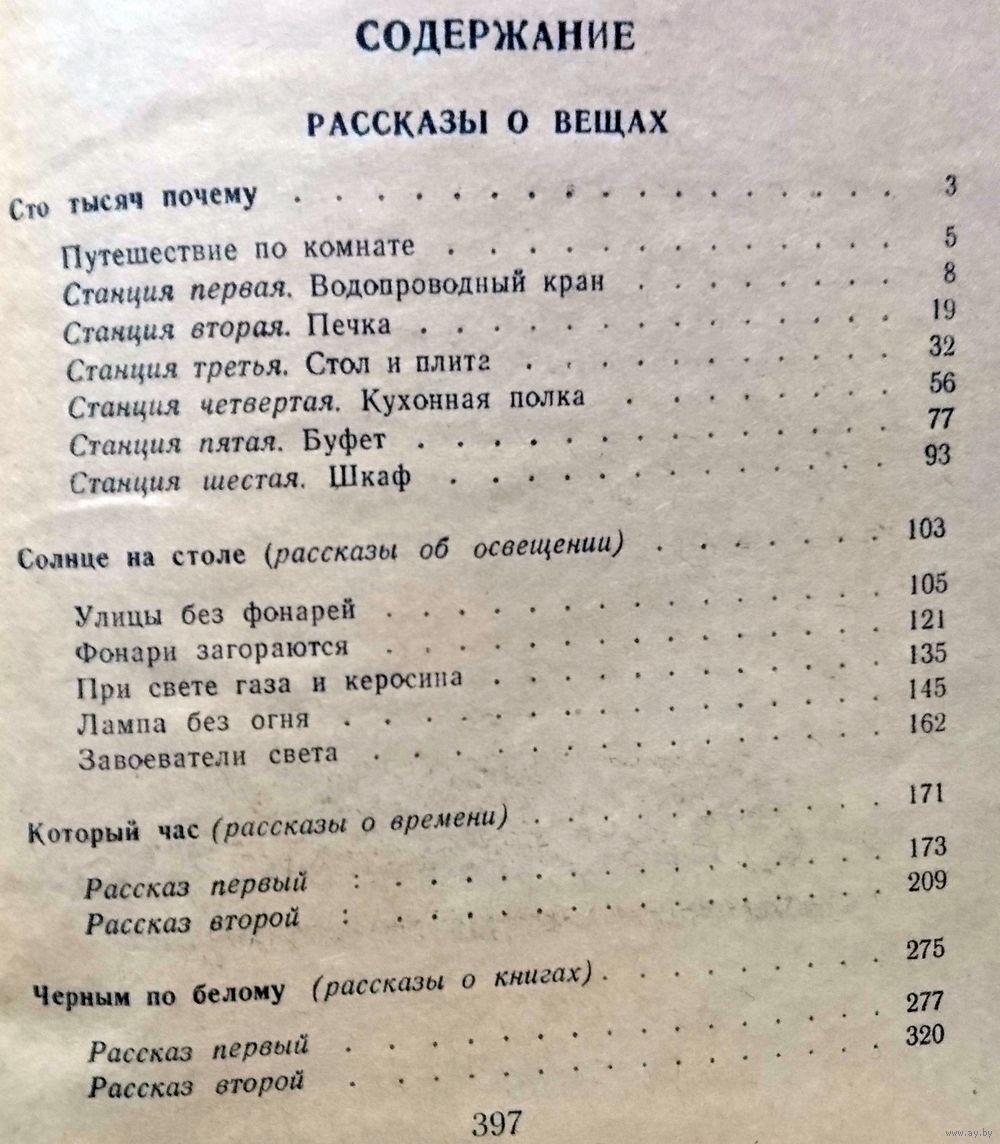 СОДЕРЖАНИЕ
РАССКАЗЫ О ВЕЩАХ
Сто тысяч почему . . . . . . . . . . . . . . . . . 3
Путешествие по комнате . . . . . . . . . . . . 5
Станция первая. Водопроводный кран . . . . . . . 8
Станция вторая. Печка . . . . . . . . . . . . . 19
Станция третья. Стол и плита . . . . . . . . . . 32
Станция четвертая. Кухонная полка . . . . . . . 56
Станция пятая. Буфет . . . . . . . . . . . . . 77
Станция шестая. Шкаф . . . . . . . . . . . . 93
Солнце на столе (рассказы об освещении) . . . . . . 103
Улицы без фонарей . . . . . . . . . . . . . . 105
Фонари загораются . . . . . . . . . . . . . . 121
При свете газа и керосина . . . . . . . . . . . 135
Лампа без огня . . . . . . . . . . . . . . . 145
Завоеватели света . . . . . . . . . . . . . . 162
Который час (рассказы о времени) . . . . . . . . . 171
Рассказ первый : . . . . . . . . . . . . . . 173
Рассказ второй : . . . . . . . . . . . . . . 209
Черным по белому (рассказы о книгах) . . . . . . . . 275
Рассказ первый . . . . . . . . . . . . . . . 277
Рассказ второй . . . . . . . . . . . . . . . 320
397
www.ay.by